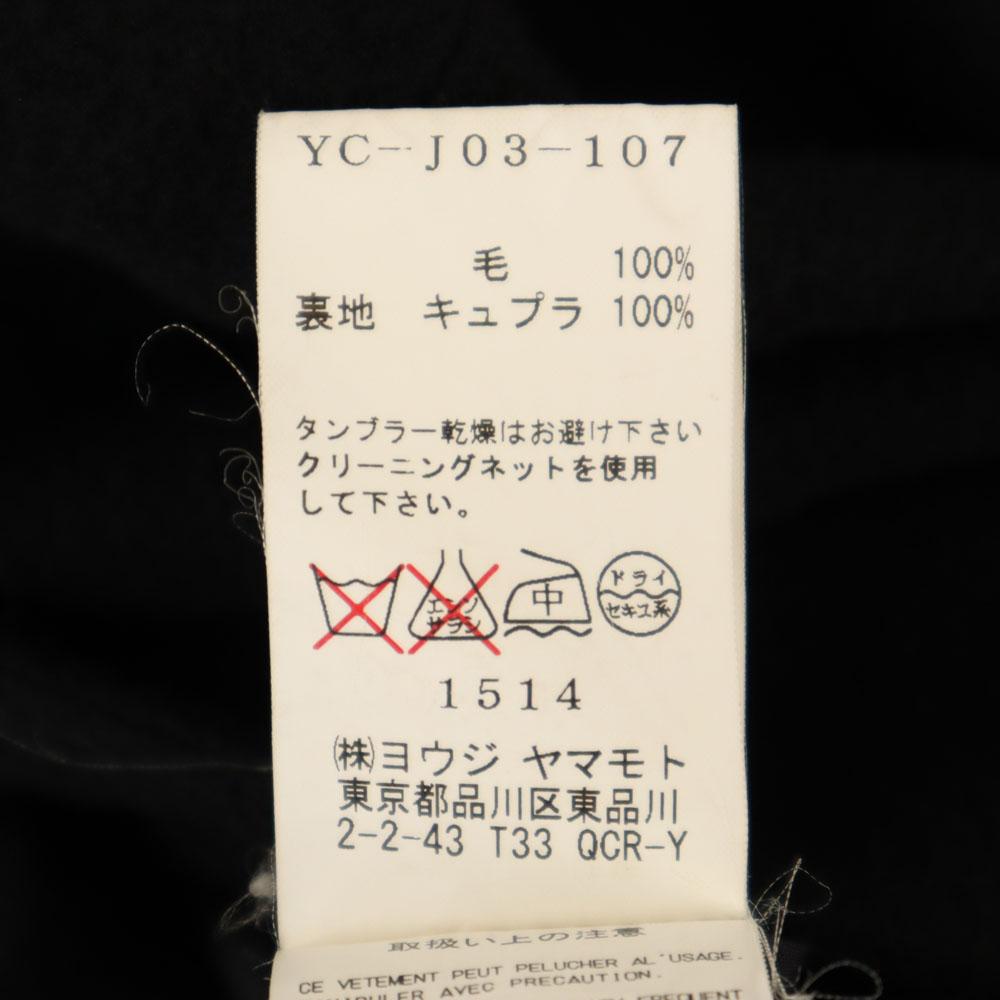 YC-J03-107
毛 100%
裏地 キュプラ 100%
タンブラー乾燥はお避け下さい
クリーニングネットを使用
して下さい。
エンソ サラシ 中 ドライ セキユ系
1514
㈱ヨウジ ヤマモト
東京都品川区東品川
2-2-43 T33 QCR-Y
取扱い上の注意
CE VETEMENT PEUT PELUCHER AL'USAGE.
AVEC PRECAUTION.
FREQUENT